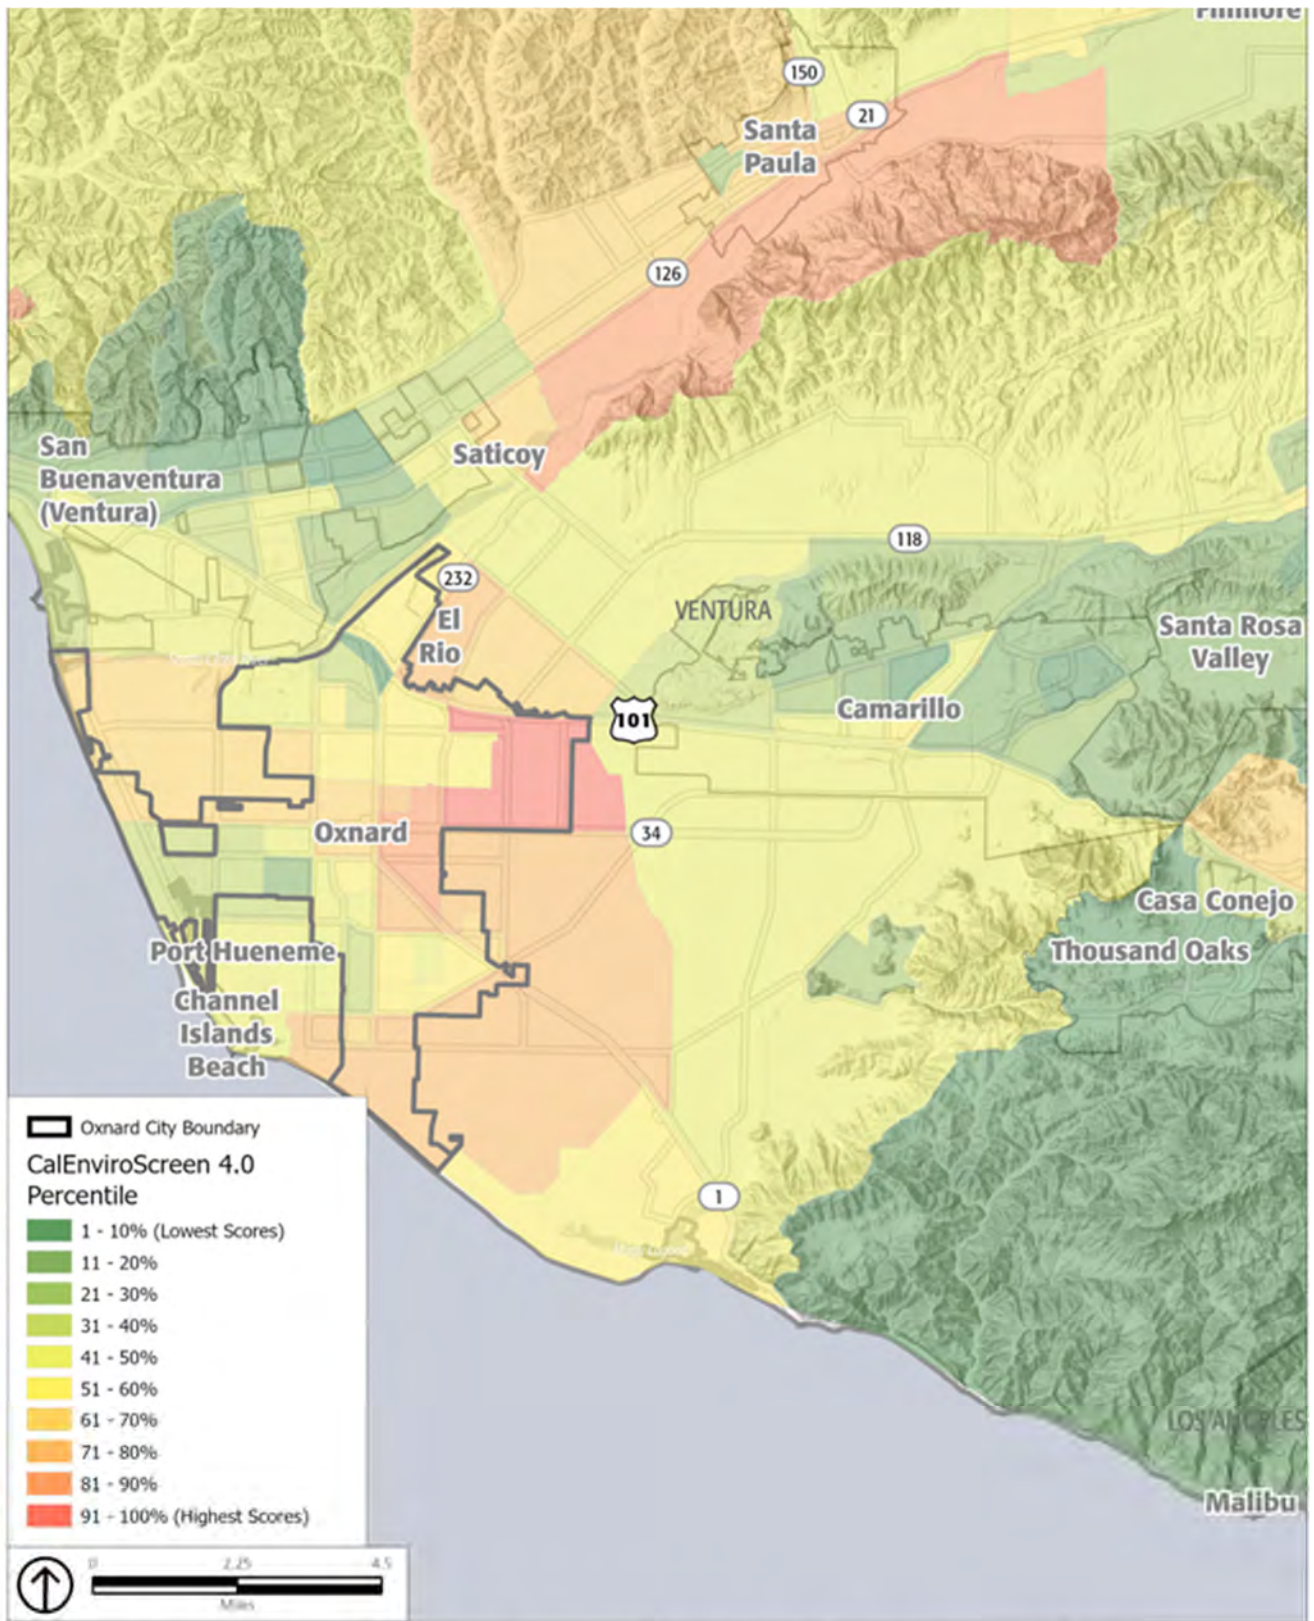 Fillmore
150
21
Santa
Paula
126
San
Buenaventura
(Ventura)
Saticoy
118
232
El
Rio
VENTURA
Santa Rosa
Valley
Camarillo
101
Oxnard
34
Casa Conejo
Thousand Oaks
Port Hueneme
Channel
Islands
Beach
1
LOS ANGELES
Malibu
Oxnard City Boundary
CalEnviroScreen 4.0
Percentile
1 - 10% (Lowest Scores)
11 - 20%
21 - 30%
31 - 40%
41 - 50%
51 - 60%
61 - 70%
71 - 80%
81 - 90%
91 - 100% (Highest Scores)
0 2.25 4.5
Miles